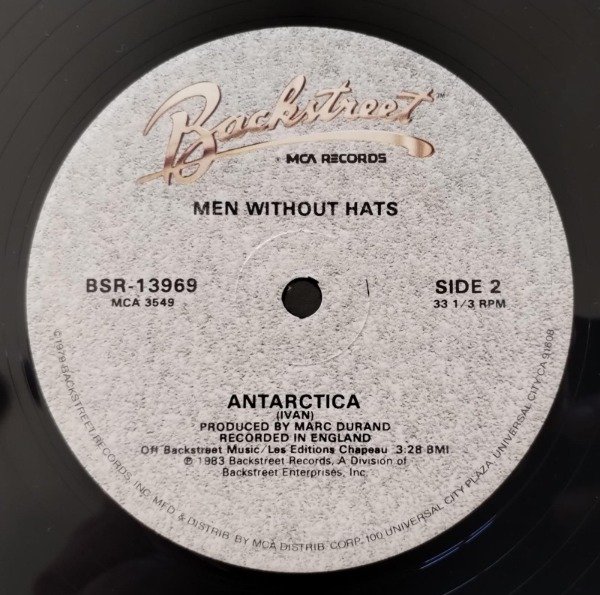 Backstreet™
MCA RECORDS
MEN WITHOUT HATS
BSR-13969
MCA 3549
SIDE 2
33 1/3 RPM
ANTARCTICA
(IVAN)
PRODUCED BY MARC DURAND
RECORDED IN ENGLAND
Off Backstreet Music/Les Editions Chapeau 3:28 BMI
℗ 1983 Backstreet Records, A Division of
Backstreet Enterprises, Inc.
©1979 BACKSTREET RECORDS, INC. MFD. & DISTRIB. BY MCA DISTRIB. CORP. 100 UNIVERSAL CITY PLAZA, UNIVERSAL CITY, CA 91608